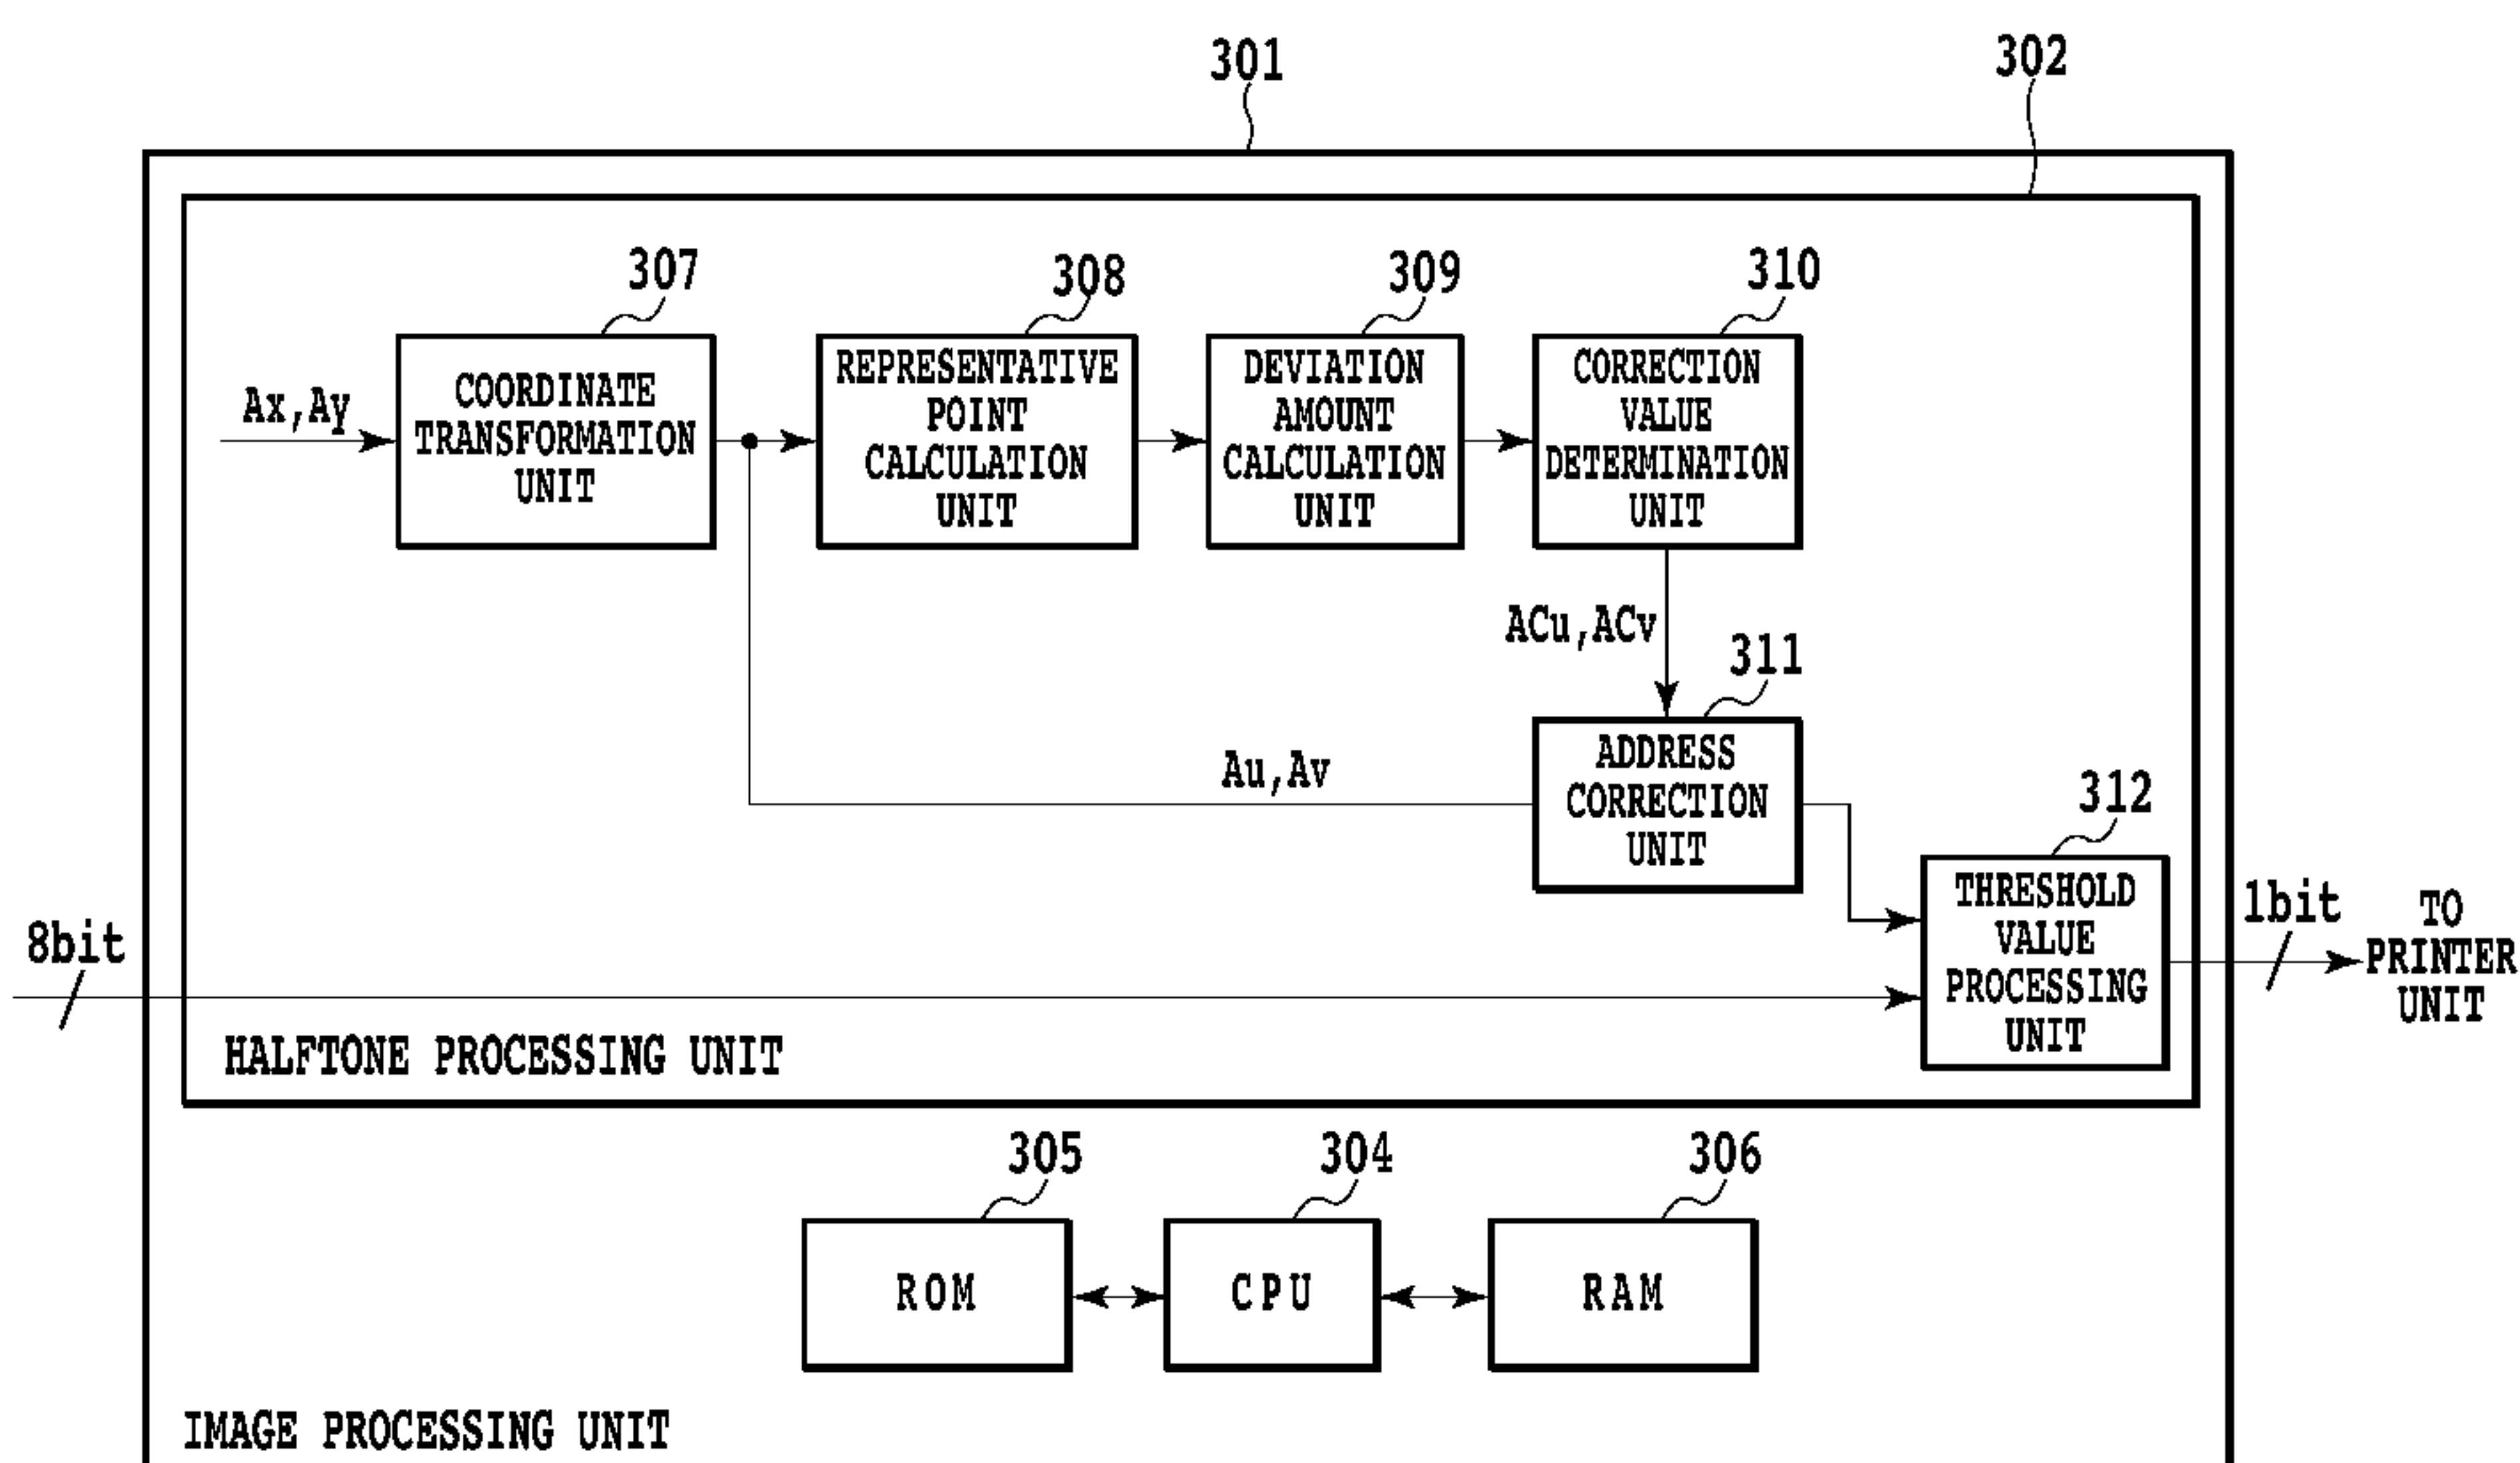 301
302
307
308
309
310
Ax,Ay
COORDINATE
TRANSFORMATION
UNIT
REPRESENTATIVE
POINT
CALCULATION
UNIT
DEVIATION
AMOUNT
CALCULATION
UNIT
CORRECTION
VALUE
DETERMINATION
UNIT
ACu,ACv
311
Au,Av
ADDRESS
CORRECTION
UNIT
312
8bit
THRESHOLD
VALUE
PROCESSING
UNIT
1bit
TO
PRINTER
UNIT
HALFTONE PROCESSING UNIT
305
304
306
ROM
CPU
RAM
IMAGE PROCESSING UNIT